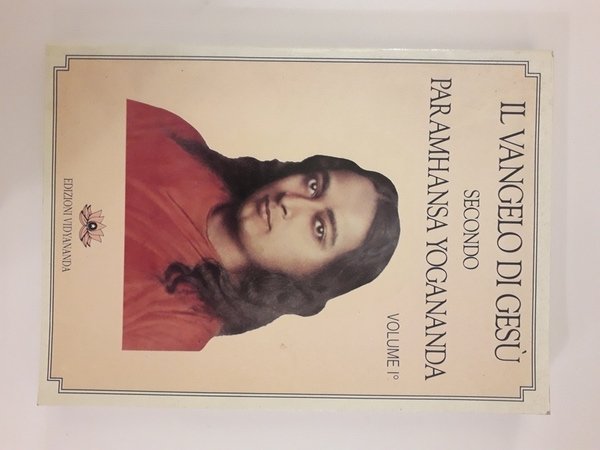 IL VANGELO DI GESÙ
SECONDO
PARAMHANSA YOGANANDA
VOLUME I°
EDIZIONI VIDYANANDA